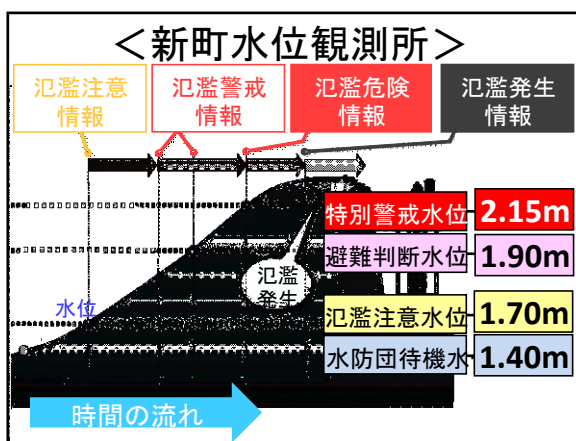 ＜新町水位観測所＞
氾濫注意
情報
氾濫警戒
情報
氾濫危険
情報
氾濫発生
情報
特別警戒水位 2.15m
避難判断水位 1.90m
氾濫
発生
水位
氾濫注意水位 1.70m
水防団待機水 1.40m
時間の流れ